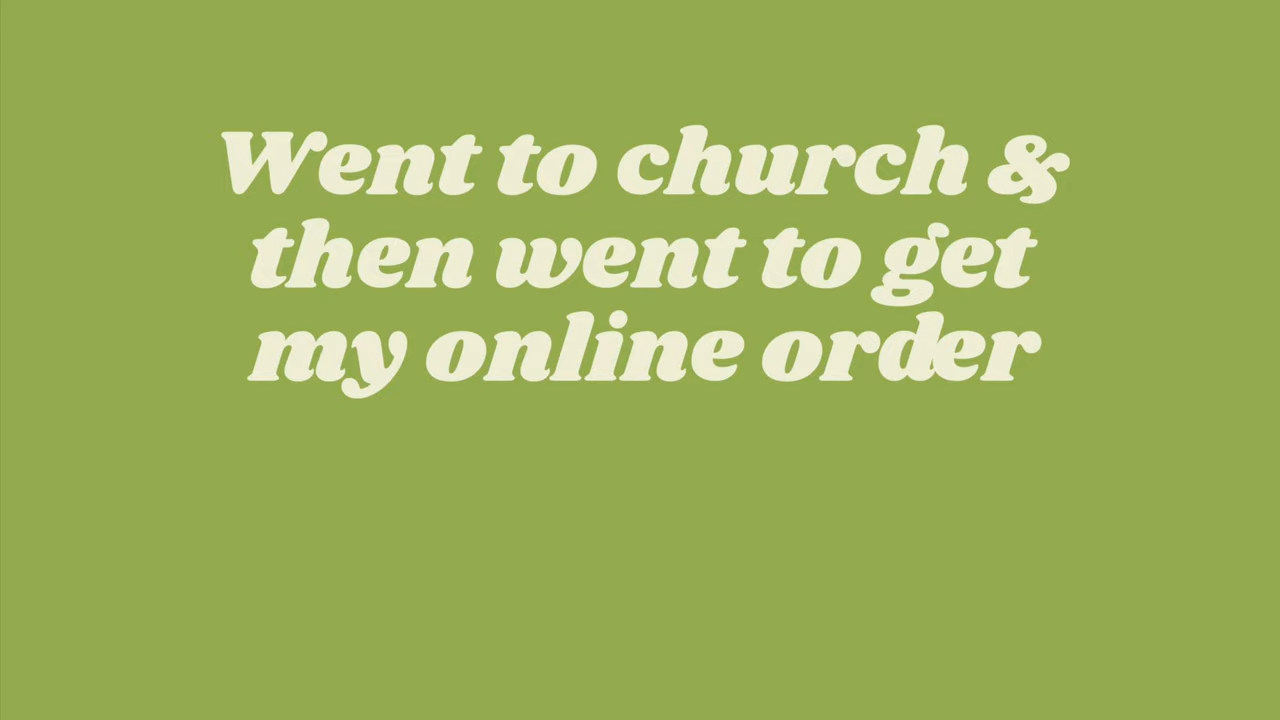 Went to church &
then went to get
my online order